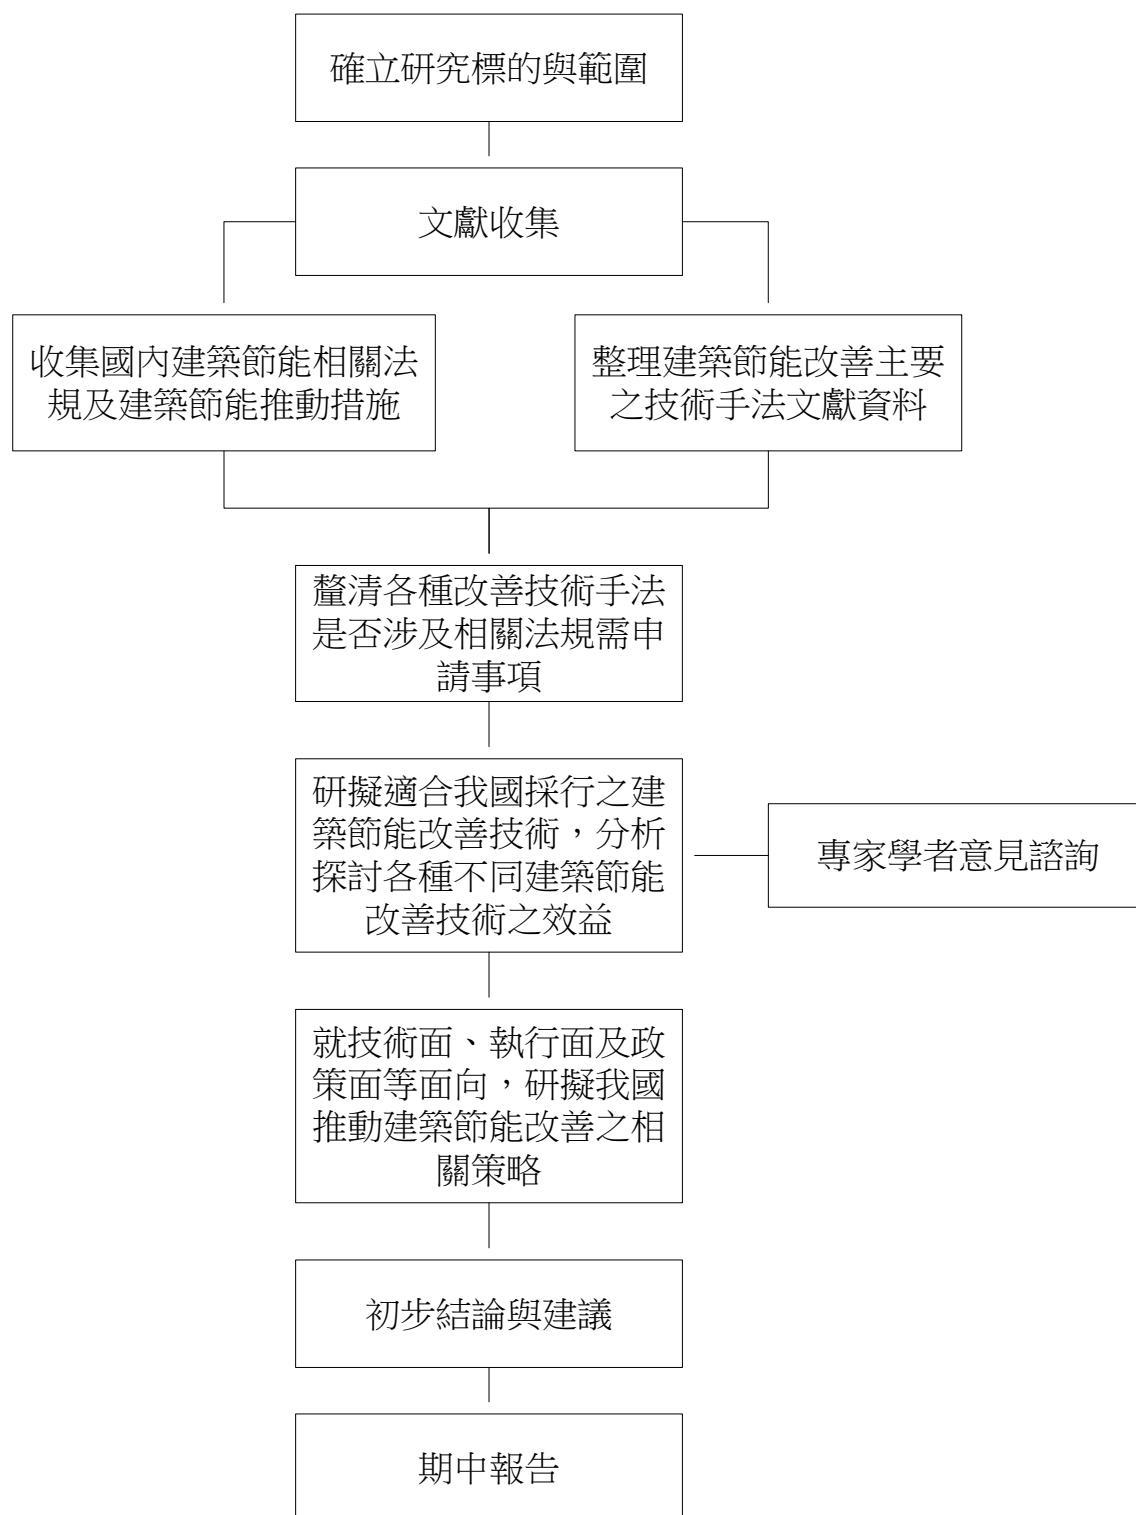 確立研究標的與範圍
文獻收集
收集國內建築節能相關法
規及建築節能推動措施
整理建築節能改善主要
之技術手法文獻資料
釐清各種改善技術手法
是否涉及相關法規需申
請事項
研擬適合我國採行之建
築節能改善技術，分析
探討各種不同建築節能
改善技術之效益
專家學者意見諮詢
就技術面、執行面及政
策面等面向，研擬我國
推動建築節能改善之相
關策略
初步結論與建議
期中報告